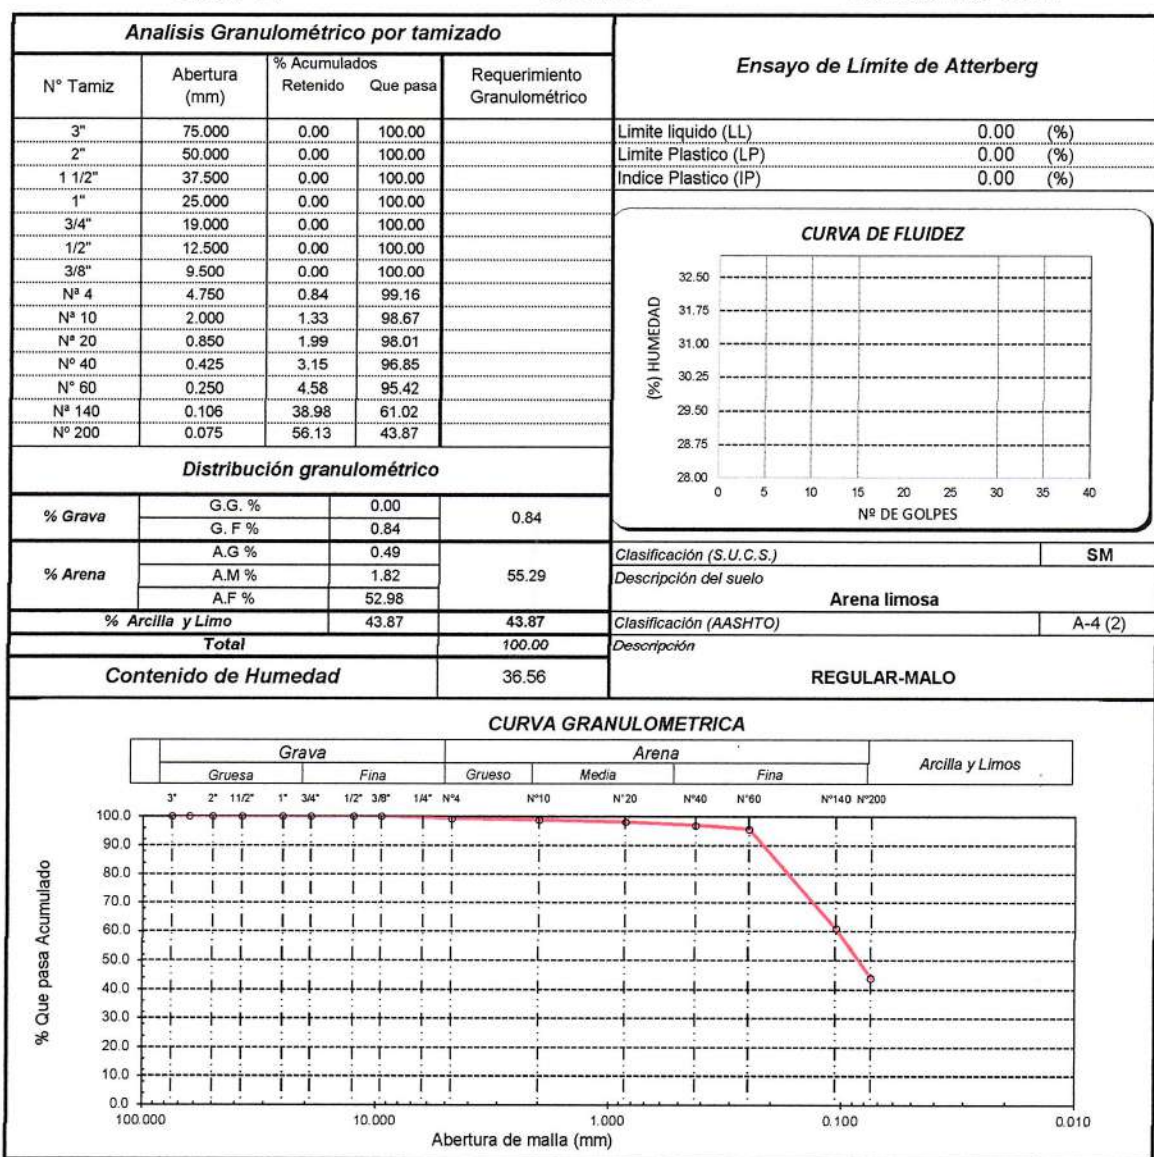 Analisis Granulométrico por tamizado
N° Tamiz Abertura (mm) % Acumulados Retenido Que pasa Requerimiento Granulométrico
3" 75.000 0.00 100.00
2" 50.000 0.00 100.00
1 1/2" 37.500 0.00 100.00
1" 25.000 0.00 100.00
3/4" 19.000 0.00 100.00
1/2" 12.500 0.00 100.00
3/8" 9.500 0.00 100.00
Nª 4 4.750 0.84 99.16
Nª 10 2.000 1.33 98.67
Nª 20 0.850 1.99 98.01
Nº 40 0.425 3.15 96.85
N° 60 0.250 4.58 95.42
Nª 140 0.106 38.98 61.02
Nº 200 0.075 56.13 43.87
Distribución granulométrico
% Grava G.G. % 0.00 0.84
G. F % 0.84
% Arena A.G % 0.49 55.29
A.M % 1.82
A.F % 52.98
% Arcilla y Limo 43.87 43.87
Total 100.00
Contenido de Humedad 36.56
Ensayo de Límite de Atterberg
Limite liquido (LL) 0.00 (%)
Limite Plastico (LP) 0.00 (%)
Indice Plastico (IP) 0.00 (%)
CURVA DE FLUIDEZ
(%) HUMEDAD
32.50
31.75
31.00
30.25
29.50
28.75
28.00
0 5 10 15 20 25 30 35 40
Nº DE GOLPES
Clasificación (S.U.C.S.) SM
Descripción del suelo
Arena limosa
Clasificación (AASHTO) A-4 (2)
Descripción
REGULAR-MALO
CURVA GRANULOMETRICA
Grava Arena Arcilla y Limos
Gruesa Fina Grueso Media Fina
3" 2" 11/2" 1" 3/4" 1/2" 3/8" 1/4" N°4 N°10 N°20 N°40 N°60 N°140 N°200
% Que pasa Acumulado
100.0
90.0
80.0
70.0
60.0
50.0
40.0
30.0
20.0
10.0
0.0
100.000 10.000 1.000 0.100 0.010
Abertura de malla (mm)